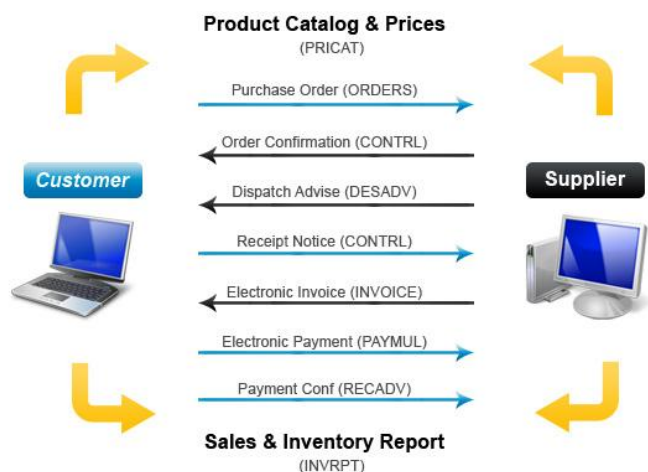 Product Catalog & Prices
(PRICAT)
Purchase Order (ORDERS)
Order Confirmation (CONTRL)
Customer
Supplier
Dispatch Advise (DESADV)
Receipt Notice (CONTRL)
Electronic Invoice (INVOICE)
Electronic Payment (PAYMUL)
Payment Conf (RECADV)
Sales & Inventory Report
(INVRPT)